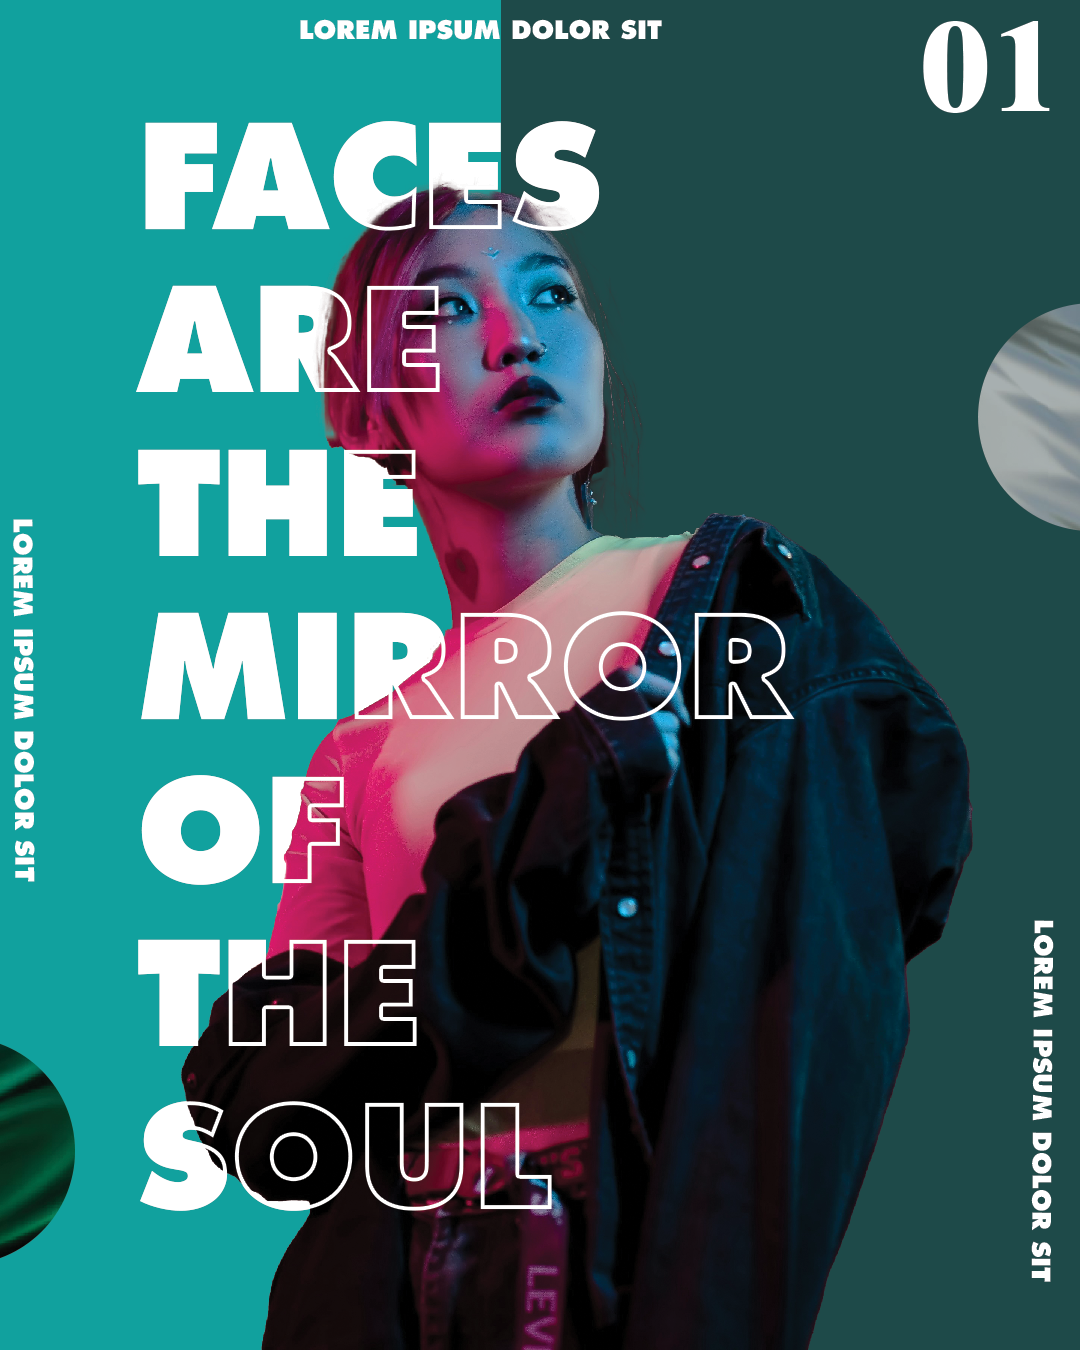 LOREM IPSUM DOLOR SIT
01
FACES
ARE
THE
MIRROR
OF
THE
SOUL
LOREM IPSUM DOLOR SIT
LOREM IPSUM DOLOR SIT
LEVI